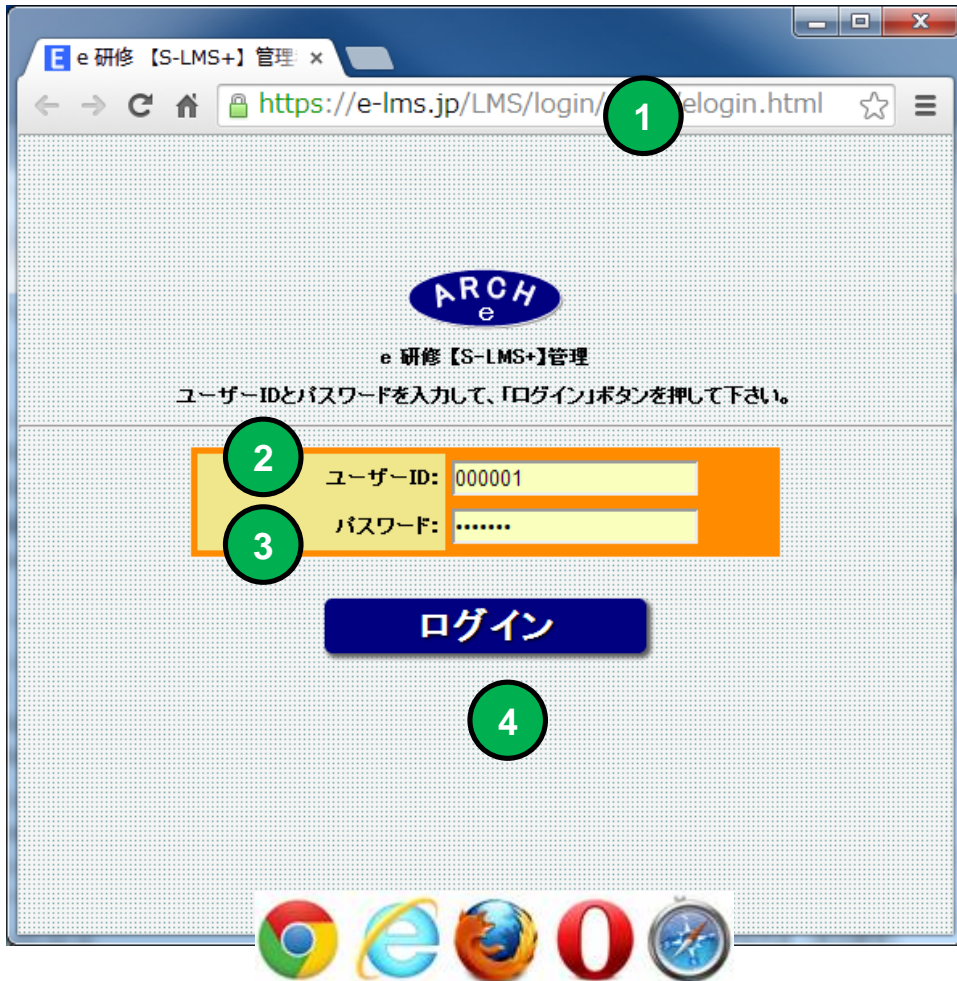 E e 研修 【S-LMS+】管理
https://e-lms.jp/LMS/login/ elogin.html
1
ARCH
e
e 研修【S-LMS+】管理
ユーザーIDとパスワードを入力して、「ログイン」ボタンを押して下さい。
2
ユーザーID: 000001
パスワード: •••••••
3
ログイン
4